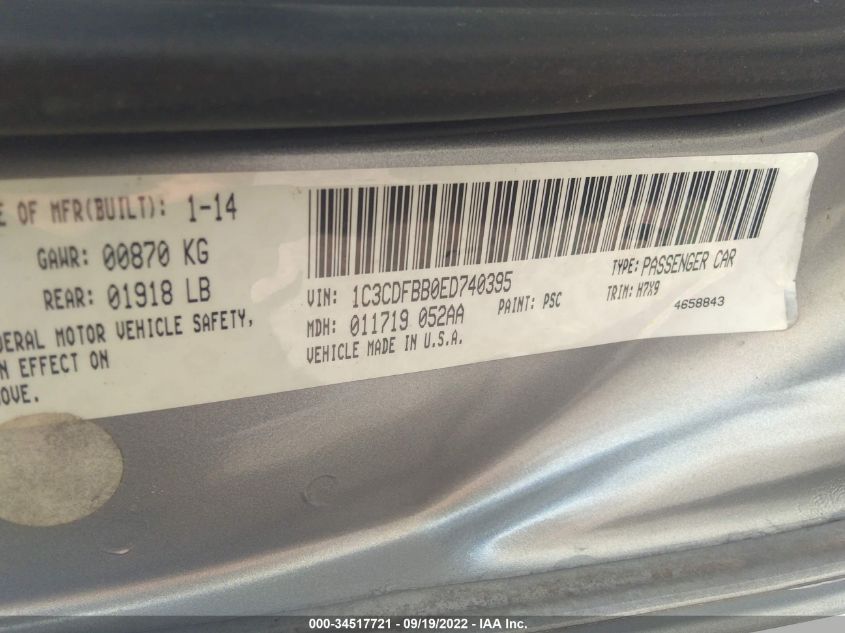 E OF MFR(BUILT): 1-14
GAWR: 00870 KG
REAR: 01918 LB
DERAL MOTOR VEHICLE SAFETY,
N EFFECT ON
OVE.
VIN: 1C3CDFBB0ED740395
TYPE: PASSENGER CAR
MDH: 011719 052AA
PAINT: PSC
TRIM: H7X9
VEHICLE MADE IN U.S.A.
4658843
000-34517721 - 09/19/2022 - IAA Inc.